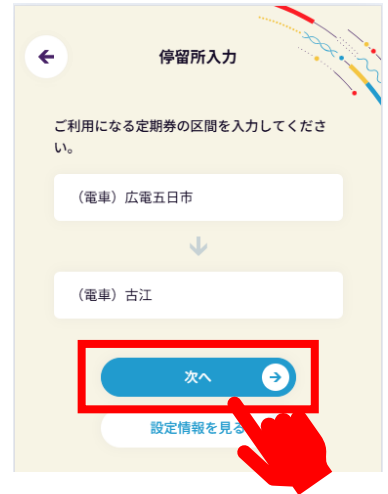 停留所入力
ご利用になる定期券の区間を入力してくださ
い。
（電車）広電五日市
（電車）古江
次へ
設定情報を見る